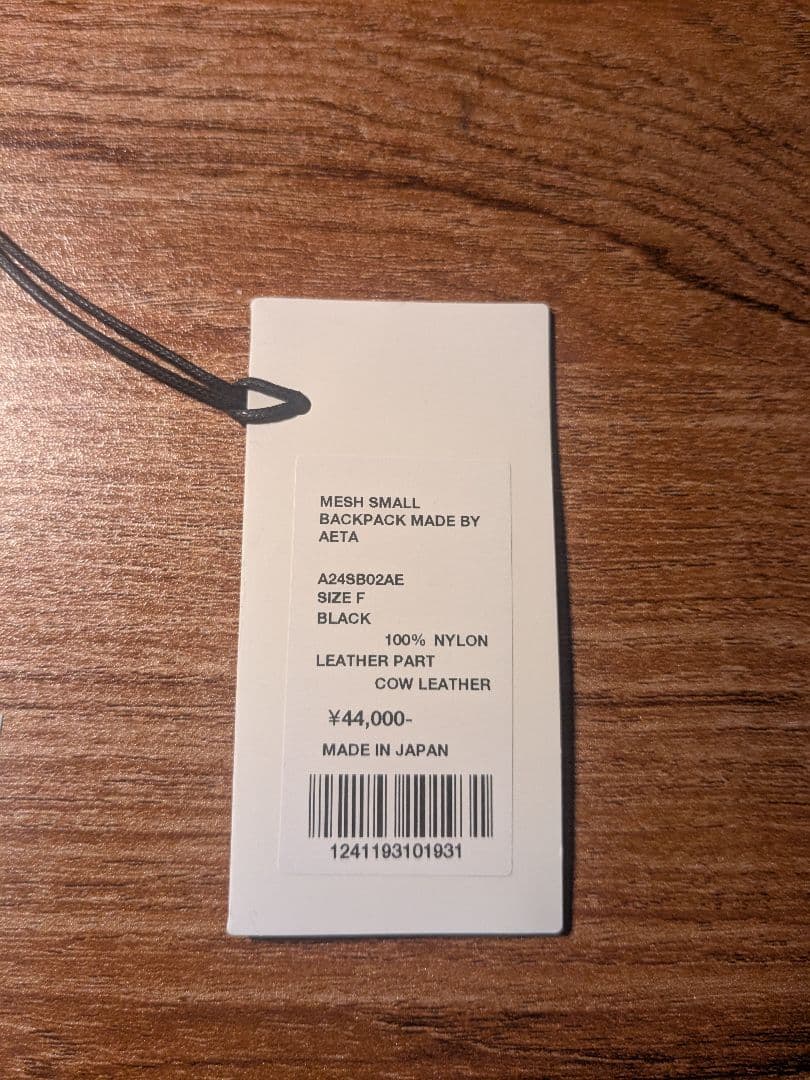 MESH SMALL
BACKPACK MADE BY
AETA
A24SB02AE
SIZE F
BLACK
100% NYLON
LEATHER PART
COW LEATHER
¥44,000-
MADE IN JAPAN
1241193101931